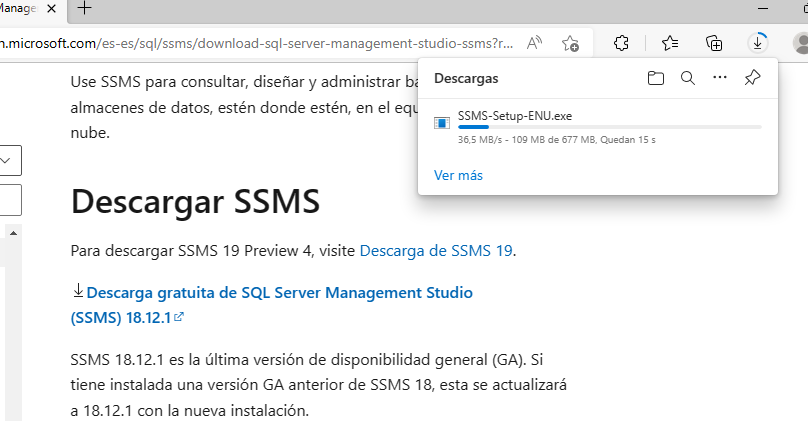 Manage
n.microsoft.com/es-es/sql/ssms/download-sql-server-management-studio-ssms?r...
Descargas
SSMS-Setup-ENU.exe
36,5 MB/s - 109 MB de 677 MB, Quedan 15 s
Ver más
Use SSMS para consultar, diseñar y administrar ba
almacenes de datos, estén donde estén, en el equ
nube.
Descargar SSMS
Para descargar SSMS 19 Preview 4, visite Descarga de SSMS 19.
Descarga gratuita de SQL Server Management Studio
(SSMS) 18.12.1
SSMS 18.12.1 es la última versión de disponibilidad general (GA). Si
tiene instalada una versión GA anterior de SSMS 18, esta se actualizará
a 18.12.1 con la nueva instalación.